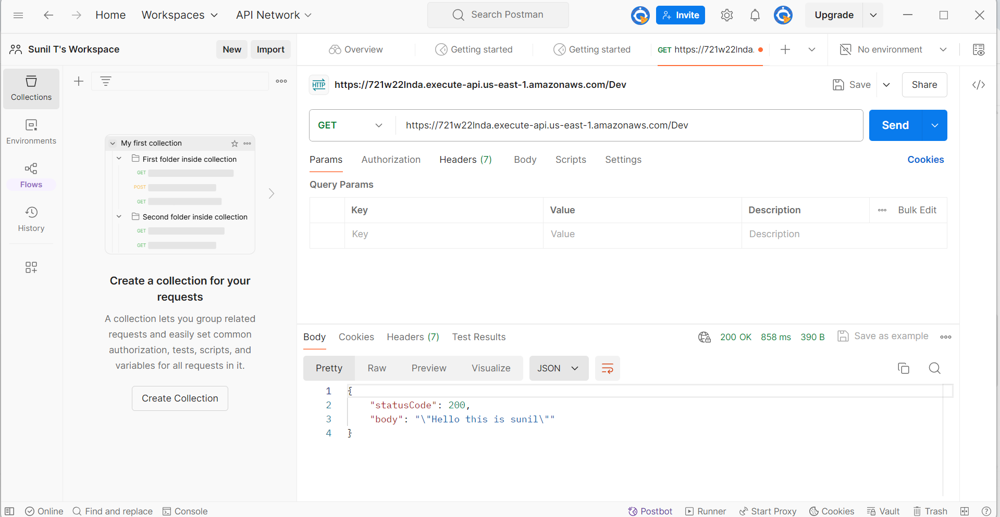 Home Workspaces API Network Search Postman Invite Upgrade
Sunil T's Workspace New Import Overview Getting started Getting started GET https://721w22lnda. No environment
Collections
Environments
Flows
History
My first collection
First folder inside collection
GET
POST
GET
Second folder inside collection
GET
GET
Create a collection for your
requests
A collection lets you group related
requests and easily set common
authorization, tests, scripts, and
variables for all requests in it.
Create Collection
HTTP https://721w22lnda.execute-api.us-east-1.amazonaws.com/Dev Save Share
GET https://721w22lnda.execute-api.us-east-1.amazonaws.com/Dev Send
Params Authorization Headers (7) Body Scripts Settings Cookies
Query Params
Key Value Description Bulk Edit
Key Value Description
Body Cookies Headers (7) Test Results 200 OK 858 ms 390 B Save as example
Pretty Raw Preview Visualize JSON
1 {
2 "statusCode": 200,
3 "body": "\"Hello this is sunil\""
4 }
Online Find and replace Console Postbot Runner Start Proxy Cookies Vault Trash